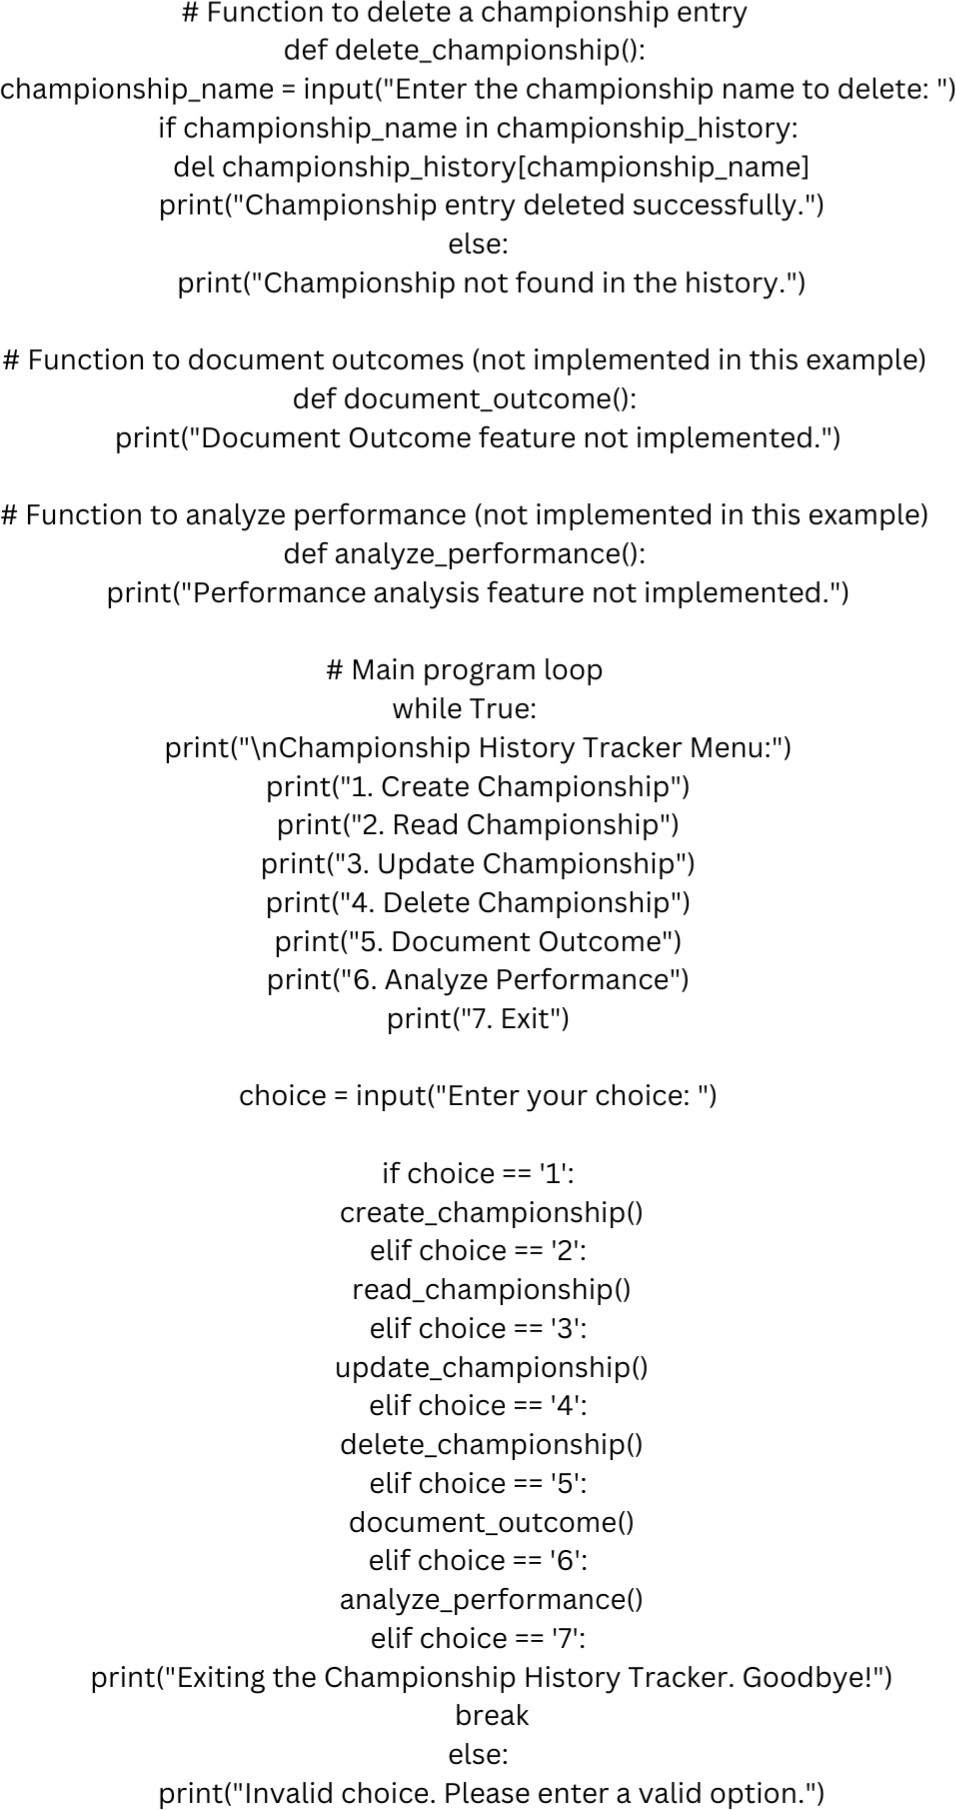 # Function to delete a championship entry
def delete_championship():
championship_name = input("Enter the championship name to delete: ")
if championship_name in championship_history:
del championship_history[championship_name]
print("Championship entry deleted successfully.")
else:
print("Championship not found in the history.")
# Function to document outcomes (not implemented in this example)
def document_outcome():
print("Document Outcome feature not implemented.")
# Function to analyze performance (not implemented in this example)
def analyze_performance():
print("Performance analysis feature not implemented.")
# Main program loop
while True:
print("\nChampionship History Tracker Menu:")
print("1. Create Championship")
print("2. Read Championship")
print("3. Update Championship")
print("4. Delete Championship")
print("5. Document Outcome")
print("6. Analyze Performance")
print("7. Exit")
choice = input("Enter your choice: ")
if choice == '1':
create_championship()
elif choice == '2':
read_championship()
elif choice == '3':
update_championship()
elif choice == '4':
delete_championship()
elif choice == '5':
document_outcome()
elif choice == '6':
analyze_performance()
elif choice == '7':
print("Exiting the Championship History Tracker. Goodbye!")
break
else:
print("Invalid choice. Please enter a valid option.")